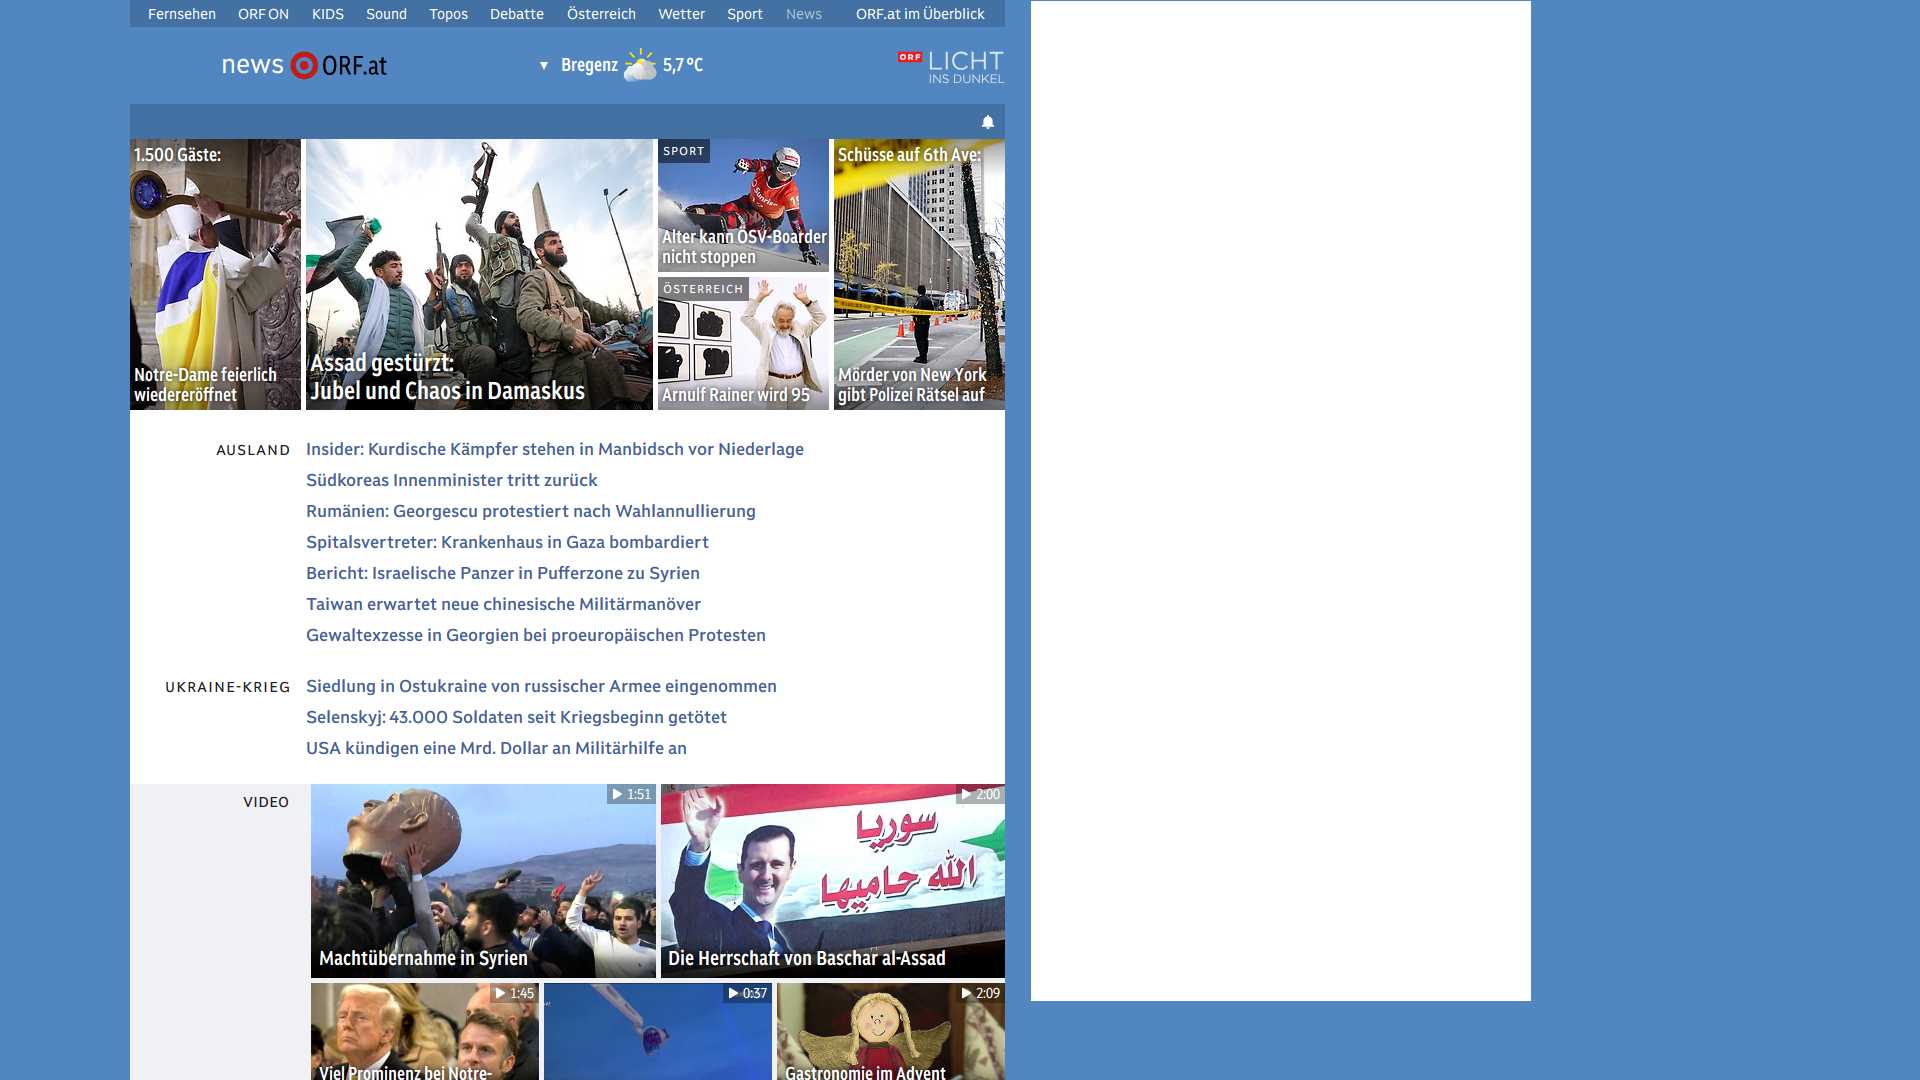 Fernsehen ORF ON KIDS Sound Topos Debatte Österreich Wetter Sport News ORF.at im Überblick
news ORF.at
▼ Bregenz 5,7 °C
ORF LICHT
INS DUNKEL
1.500 Gäste:
Notre-Dame feierlich
wiedereröffnet
Assad gestürzt:
Jubel und Chaos in Damaskus
SPORT
Alter kann ÖSV-Boarder
nicht stoppen
ÖSTERREICH
Arnulf Rainer wird 95
Schüsse auf 6th Ave:
Mörder von New York
gibt Polizei Rätsel auf
AUSLAND
Insider: Kurdische Kämpfer stehen in Manbidsch vor Niederlage
Südkoreas Innenminister tritt zurück
Rumänien: Georgescu protestiert nach Wahlannullierung
Spitalsvertreter: Krankenhaus in Gaza bombardiert
Bericht: Israelische Panzer in Pufferzone zu Syrien
Taiwan erwartet neue chinesische Militärmanöver
Gewaltexzesse in Georgien bei proeuropäischen Protesten
UKRAINE-KRIEG
Siedlung in Ostukraine von russischer Armee eingenommen
Selenskyj: 43.000 Soldaten seit Kriegsbeginn getötet
USA kündigen eine Mrd. Dollar an Militärhilfe an
VIDEO
1:51
Machtübernahme in Syrien
2:00
سوريا
الله حاميها
Die Herrschaft von Baschar al-Assad
1:45
Viel Prominenz bei Notre-
0:37
2:09
Gastronomie im Advent